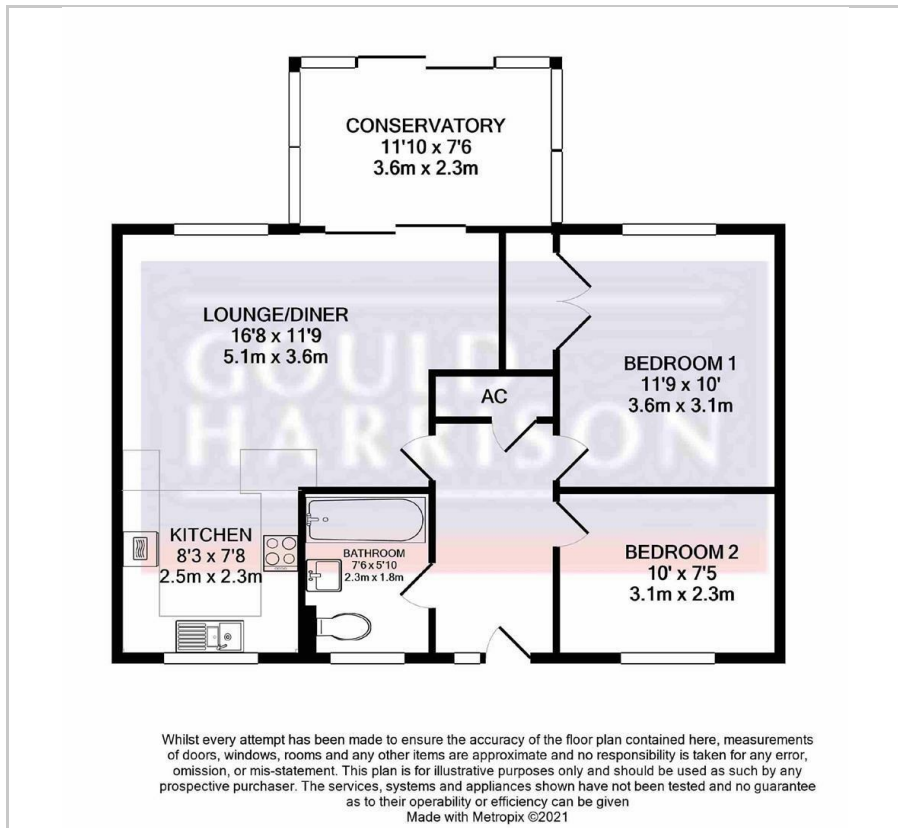 CONSERVATORY
11'10 x 7'6
3.6m x 2.3m
LOUNGE/DINER
16'8 x 11'9
5.1m x 3.6m
GOULD
HARRISON
BEDROOM 1
11'9 x 10'
3.6m x 3.1m
AC
KITCHEN
8'3 x 7'8
2.5m x 2.3m
BATHROOM
7'6 x 5'10
2.3m x 1.8m
BEDROOM 2
10' x 7'5
3.1m x 2.3m
Whilst every attempt has been made to ensure the accuracy of the floor plan contained here, measurements
of doors, windows, rooms and any other items are approximate and no responsibility is taken for any error,
omission, or mis-statement. This plan is for illustrative purposes only and should be used as such by any
prospective purchaser. The services, systems and appliances shown have not been tested and no guarantee
as to their operability or efficiency can be given
Made with Metropix ©2021